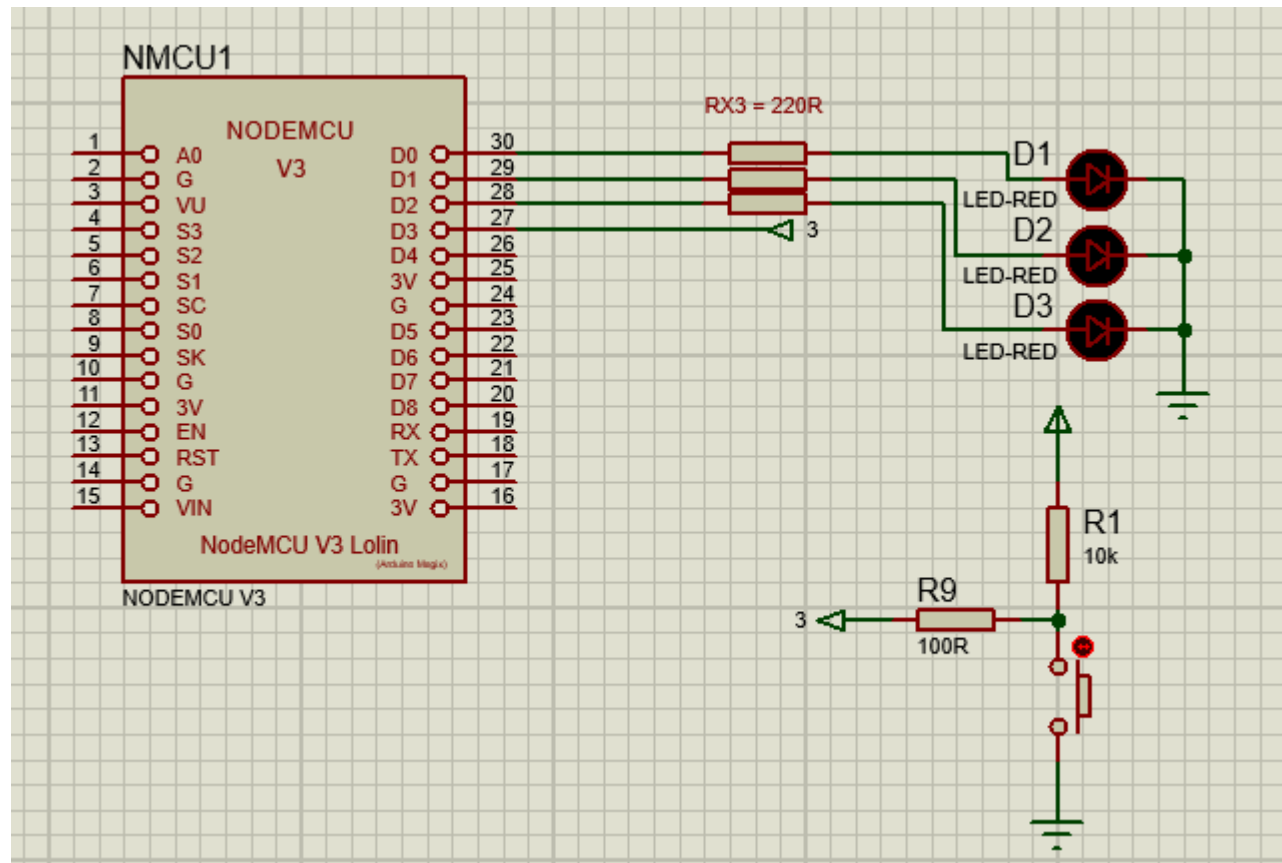 NMCU1
NODEMCU
V3
RX3 = 220R
1 A0 D0 30
2 G D1 29
3 VU D2 28
4 S3 D3 27 3
5 S2 D4 26
6 S1 3V 25
7 SC G 24
8 S0 D5 23
9 SK D6 22
10 G D7 21
11 3V D8 20
12 EN RX 19
13 RST TX 18
14 G G 17
15 VIN 3V 16
NodeMCU V3 Lolin
(Arduino Megix)
NODEMCU V3
D1
LED-RED
D2
LED-RED
D3
LED-RED
R1
10k
R9
3
100R